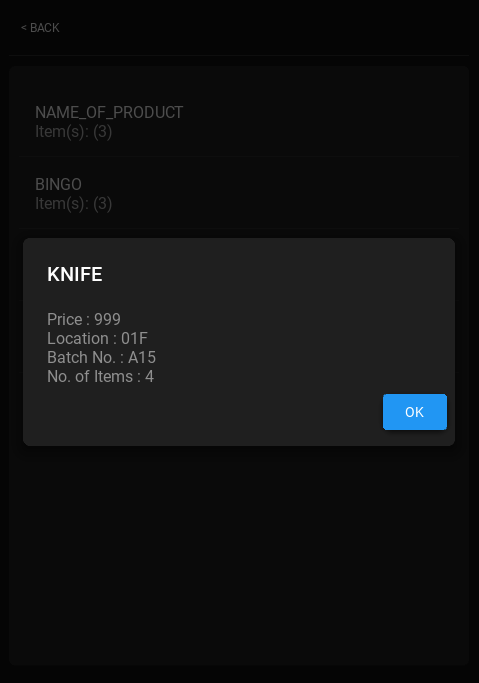 < BACK
NAME_OF_PRODUCT
Item(s): (3)
BINGO
Item(s): (3)
KNIFE
Price : 999
Location : 01F
Batch No. : A15
No. of Items : 4
OK